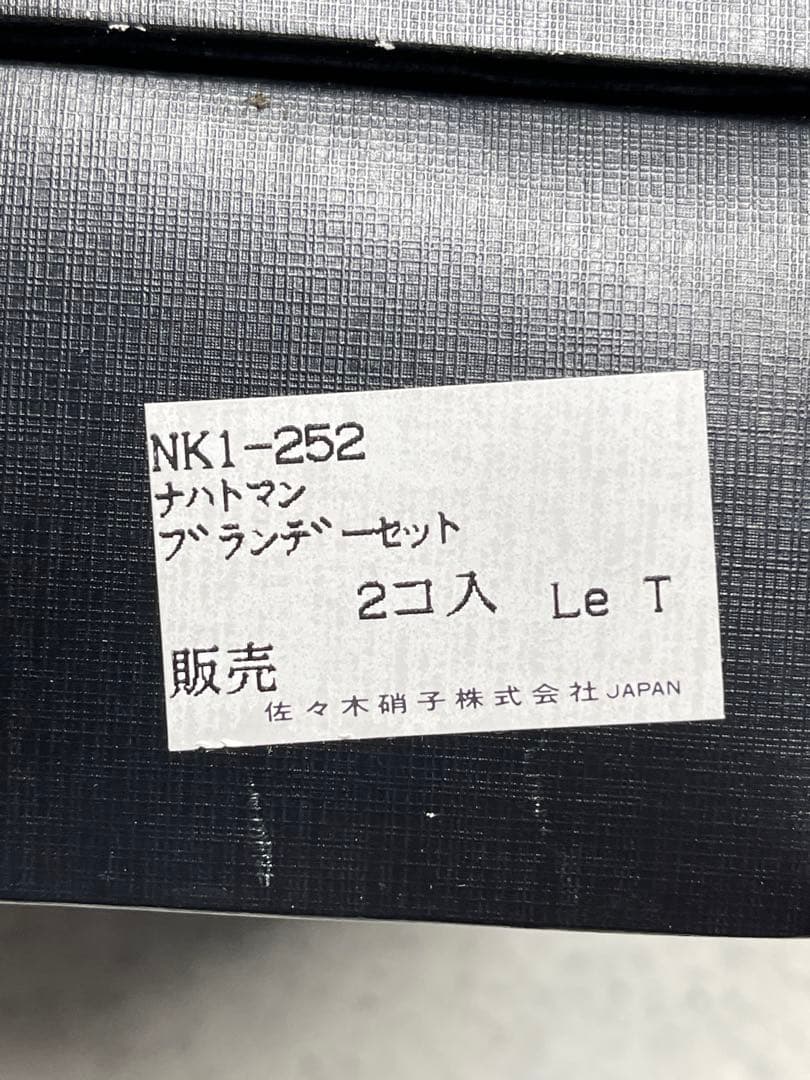 NK1-252
ナハトマン
ブランデーセット
2コ入 Le T
販売
佐々木硝子株式会社 JAPAN